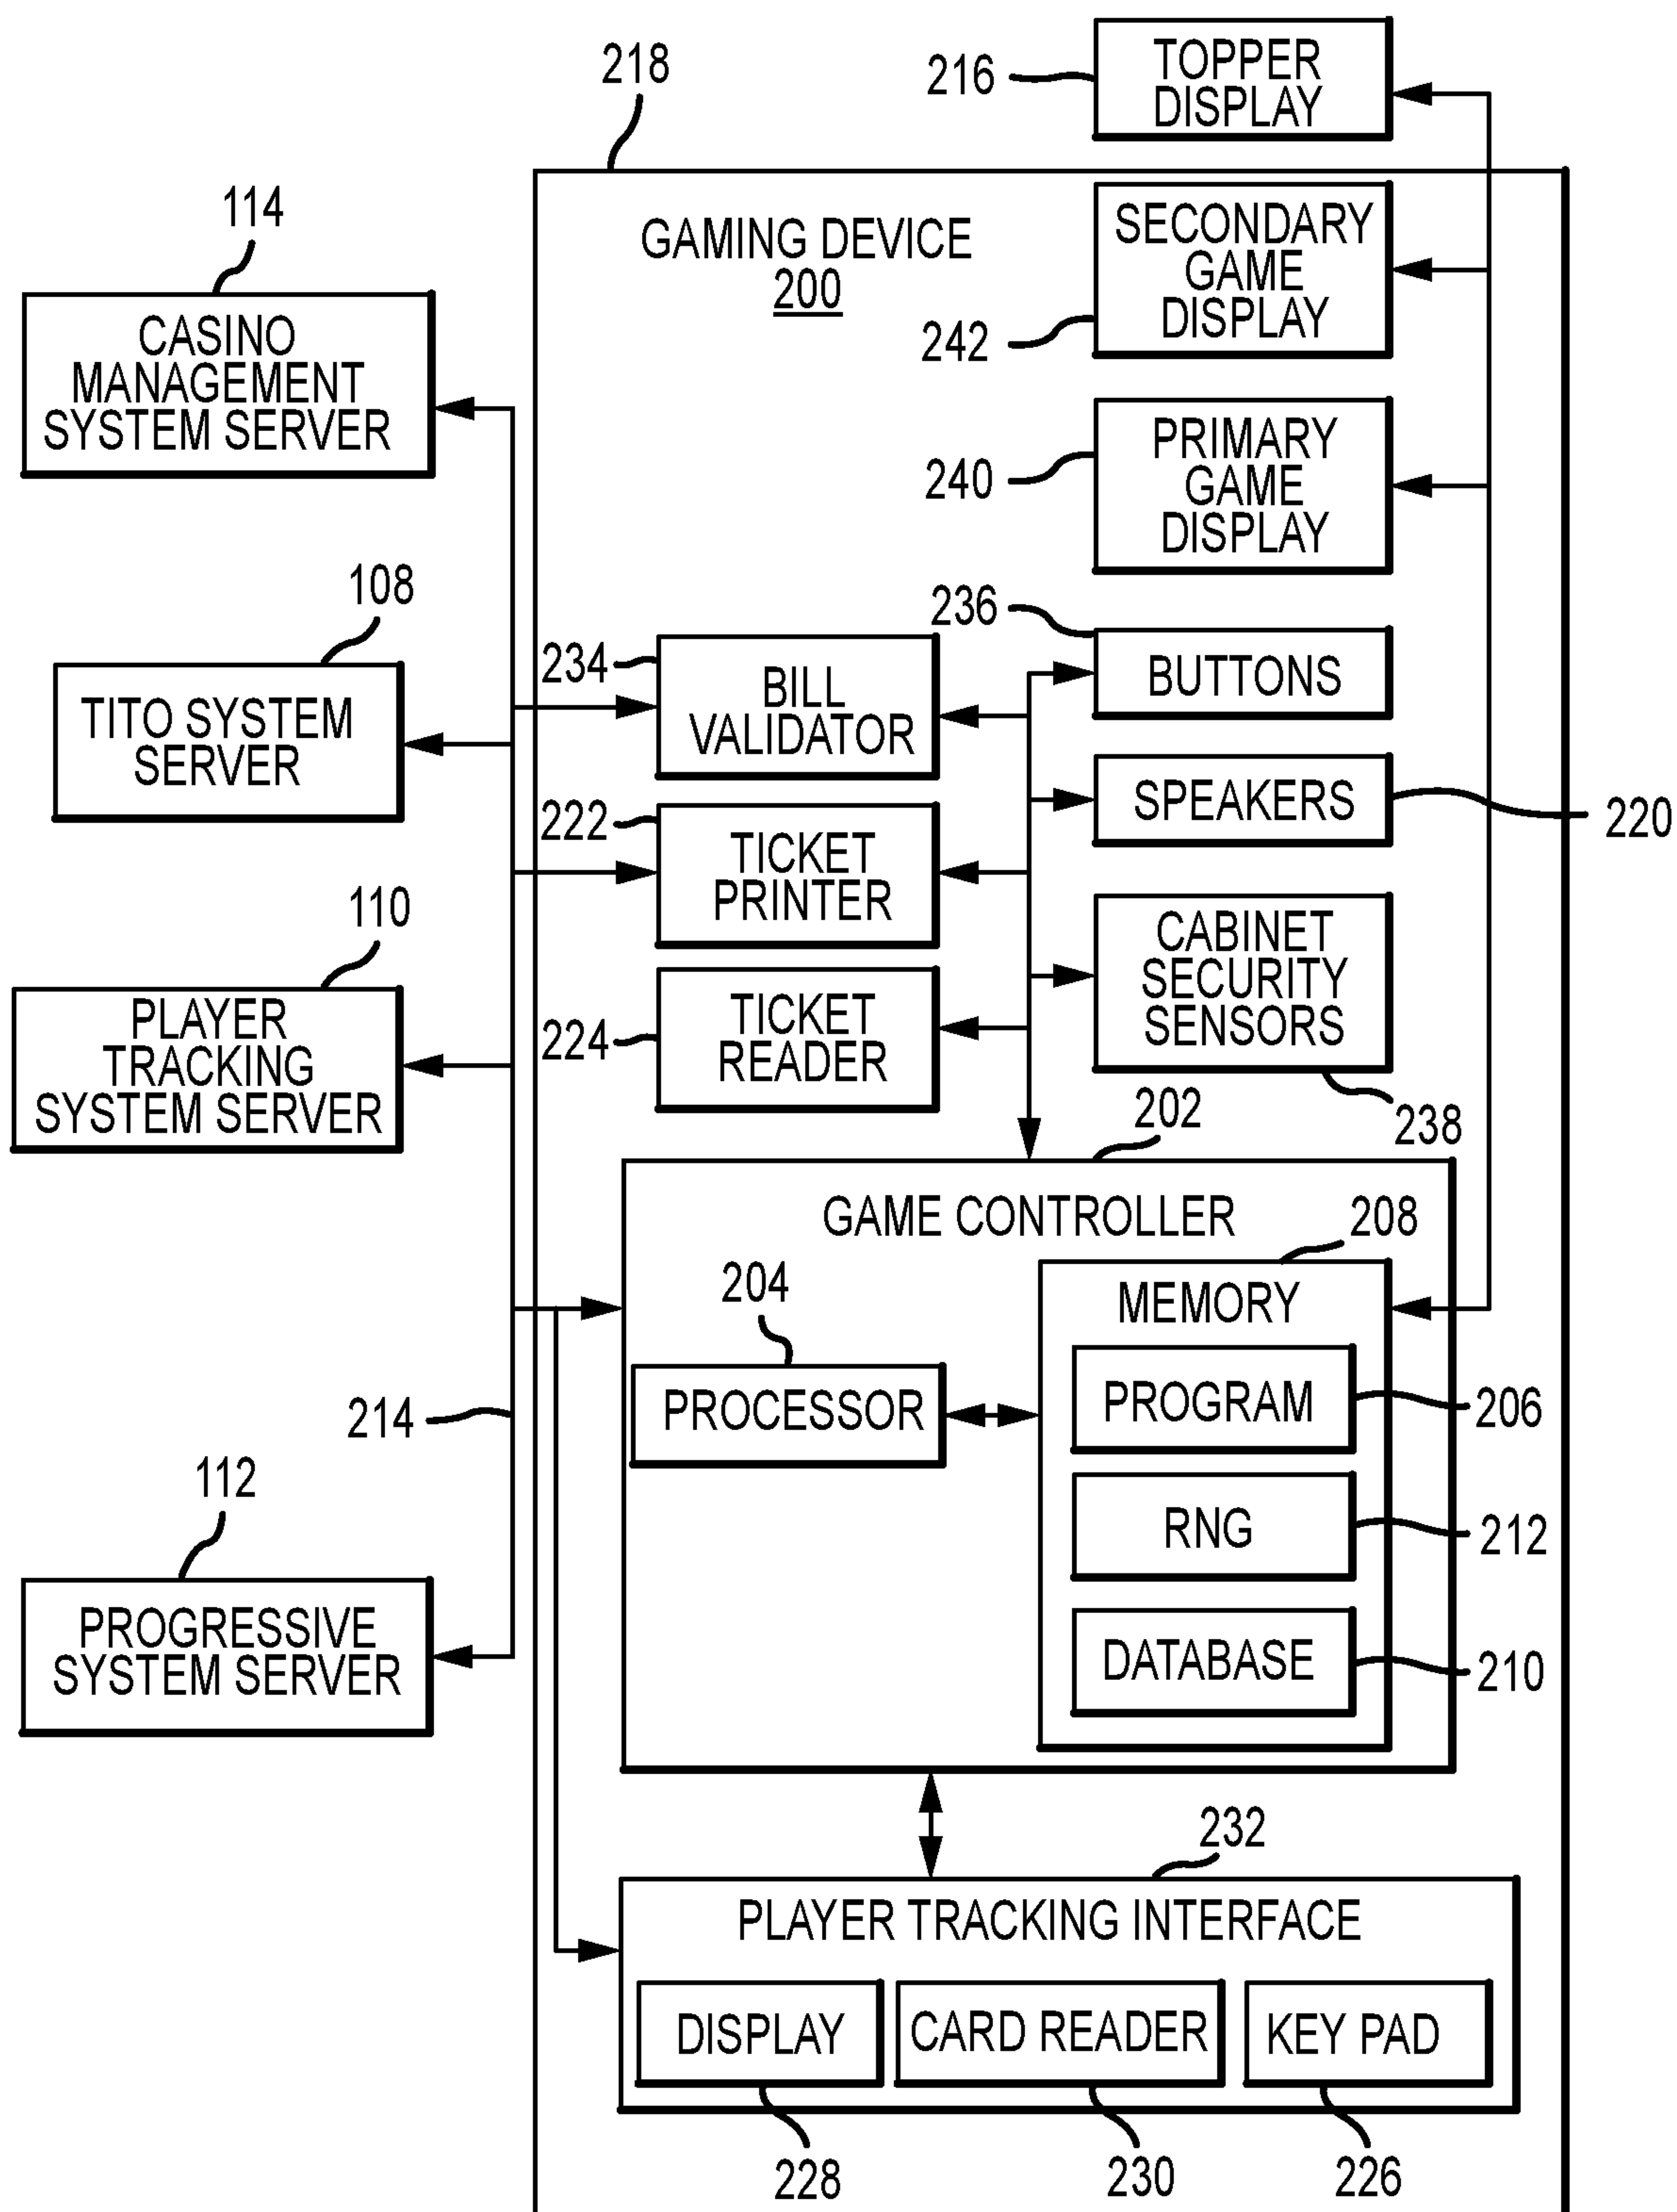 216
TOPPER
DISPLAY
218
GAMING DEVICE
200
SECONDARY
GAME
DISPLAY
242
114
CASINO
MANAGEMENT
SYSTEM SERVER
PRIMARY
GAME
DISPLAY
240
108
TITO SYSTEM
SERVER
234
BILL
VALIDATOR
236
BUTTONS
SPEAKERS
220
222
TICKET
PRINTER
110
PLAYER
TRACKING
SYSTEM SERVER
224
TICKET
READER
CABINET
SECURITY
SENSORS
238
202
GAME CONTROLLER
208
MEMORY
204
PROCESSOR
PROGRAM
206
RNG
212
DATABASE
210
214
112
PROGRESSIVE
SYSTEM SERVER
232
PLAYER TRACKING INTERFACE
DISPLAY
CARD READER
KEY PAD
228
230
226